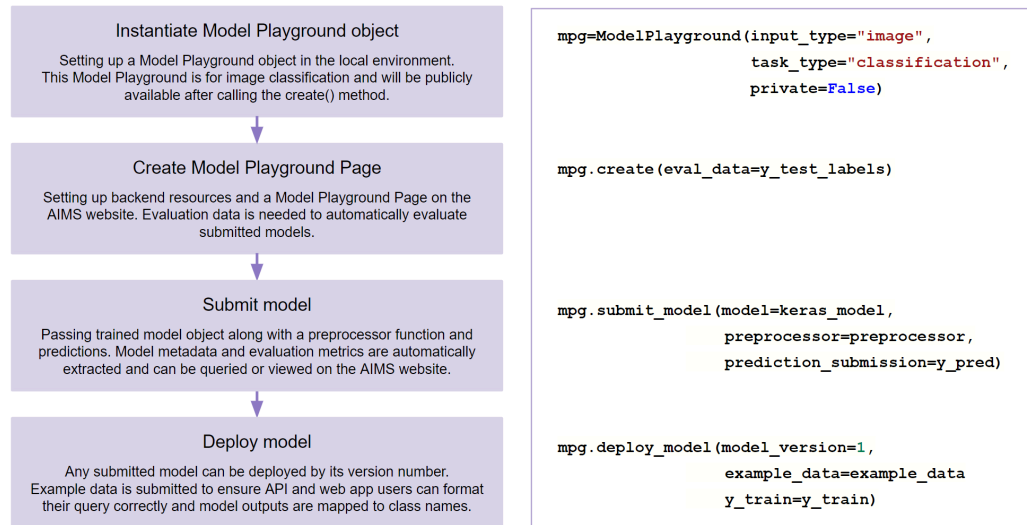 Instantiate Model Playground object
Setting up a Model Playground object in the local environment.
This Model Playground is for image classification and will be publicly
available after calling the create() method.
mpg=ModelPlayground(input_type="image",
task_type="classification",
private=False)
Create Model Playground Page
Setting up backend resources and a Model Playground Page on the
AIMS website. Evaluation data is needed to automatically evaluate
submitted models.
mpg.create(eval_data=y_test_labels)
Submit model
Passing trained model object along with a preprocessor function and
predictions. Model metadata and evaluation metrics are automatically
extracted and can be queried or viewed on the AIMS website.
mpg.submit_model(model=keras_model,
preprocessor=preprocessor,
prediction_submission=y_pred)
Deploy model
Any submitted model can be deployed by its version number.
Example data is submitted to ensure API and web app users can format
their query correctly and model outputs are mapped to class names.
mpg.deploy_model(model_version=1,
example_data=example_data
y_train=y_train)